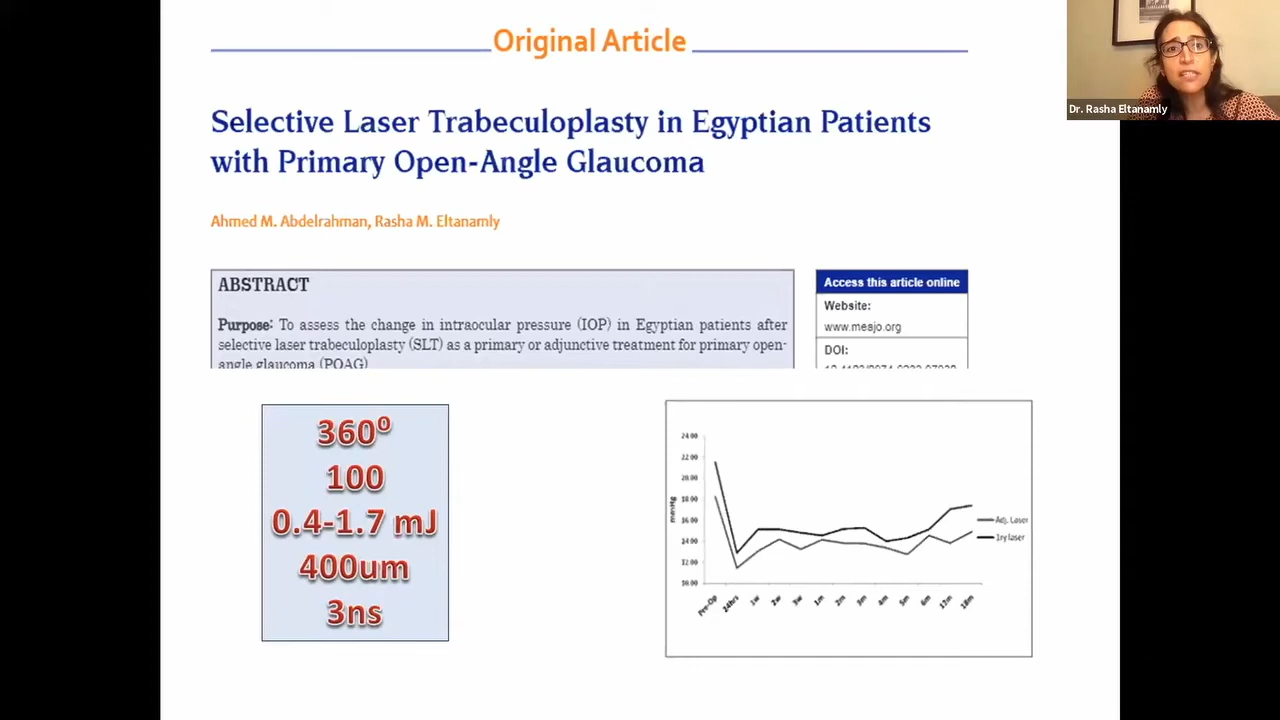 Original Article
Dr. Rasha Eltanamly
Selective Laser Trabeculoplasty in Egyptian Patients
with Primary Open-Angle Glaucoma
Ahmed M. Abdelrahman, Rasha M. Eltanamly
ABSTRACT
Purpose: To assess the change in intraocular pressure (IOP) in Egyptian patients after
selective laser trabeculoplasty (SLT) as a primary or adjunctive treatment for primary open-
angle glaucoma (POAG)
Access this article online
Website:
www.meajo.org
DOI:
360º
100
0.4-1.7 mJ
400um
3ns
24.00
22.00
20.00
18.00
16.00
14.00
12.00
10.00
mmHg
Adj. Laser
1ry laser
Pre-Op 24hrs 1w 2w 3w 1m 2m 3m 4m 5m 6m 12m 18m